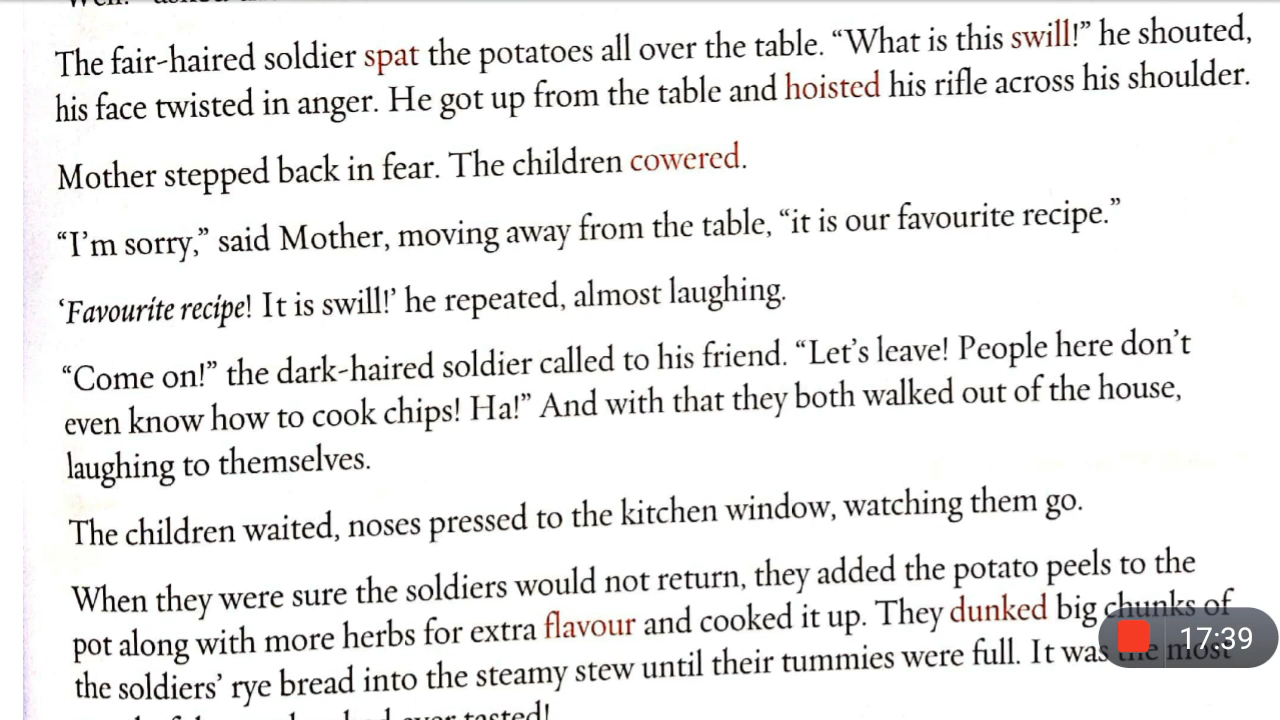 The fair-haired soldier spat the potatoes all over the table. “What is this swill!” he shouted,
his face twisted in anger. He got up from the table and hoisted his rifle across his shoulder.
Mother stepped back in fear. The children cowered.
“I’m sorry,” said Mother, moving away from the table, “it is our favourite recipe.”
‘Favourite recipe! It is swill!’ he repeated, almost laughing.
“Come on!” the dark-haired soldier called to his friend. “Let’s leave! People here don’t
even know how to cook chips! Ha!” And with that they both walked out of the house,
laughing to themselves.
The children waited, noses pressed to the kitchen window, watching them go.
When they were sure the soldiers would not return, they added the potato peels to the
pot along with more herbs for extra flavour and cooked it up. They dunked big chunks of
the soldiers’ rye bread into the steamy stew until their tummies were full. It was the most
17:39
ever tasted!